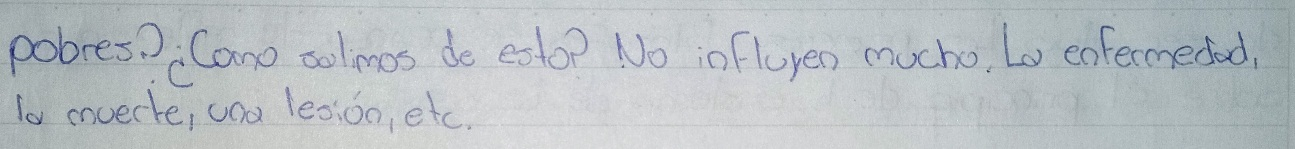 pobres? ¿Como salimos de esto? No influyen mucho. La enfermedad,
la muerte, una lesión, etc.